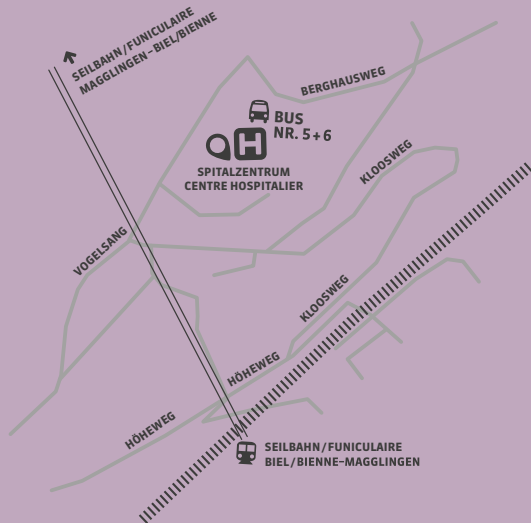 SEILBAHN/FUNICULAIRE
MAGGLINGEN–BIEL/BIENNE
BERGHAUSWEG
BUS
NR. 5+6
H
SPITALZENTRUM
CENTRE HOSPITALIER
KLOOSWEG
VOGELSANG
KLOOSWEG
HÖHEWEG
HÖHEWEG
SEILBAHN/FUNICULAIRE
BIEL/BIENNE–MAGGLINGEN